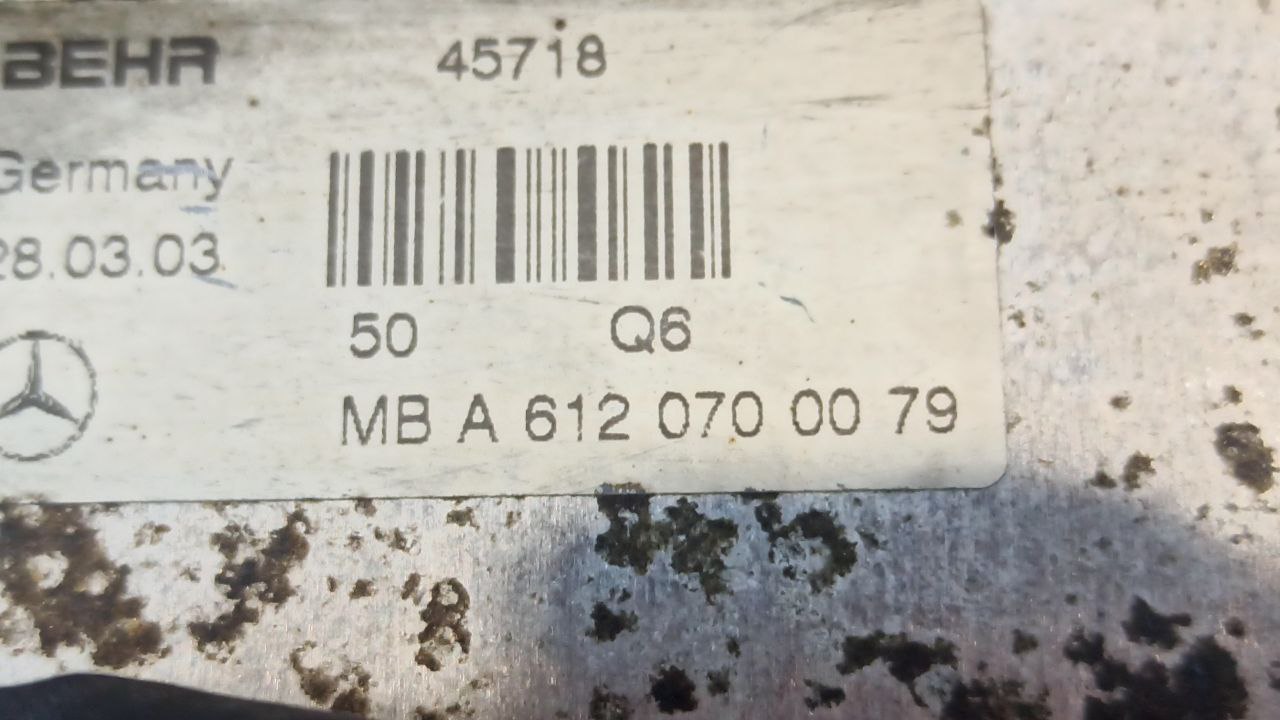 BEHR 45718
Germany
28.03.03
50 Q6
MB A 612 070 00 79